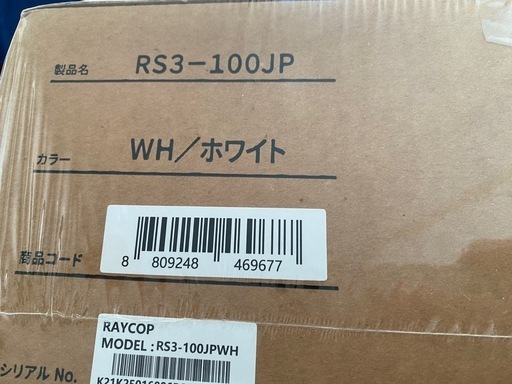 製品名 RS3-100JP
カラー WH/ホワイト
商品コード 8 809248 469677
RAYCOP
MODEL : RS3-100JPWH
シリアル No.